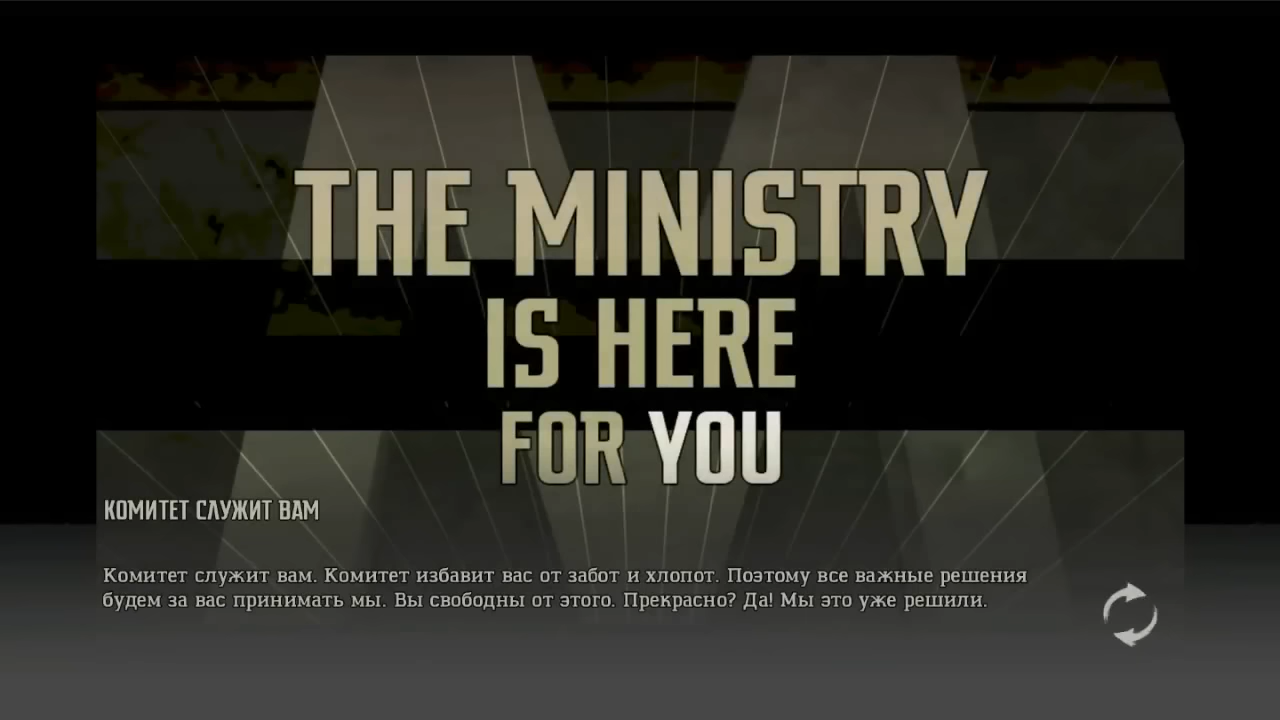 THE MINISTRY
IS HERE
FOR YOU
КОМИТЕТ СЛУЖИТ ВАМ
Комитет служит вам. Комитет избавит вас от забот и хлопот. Поэтому все важные решения
будем за вас принимать мы. Вы свободны от этого. Прекрасно? Да! Мы это уже решили.